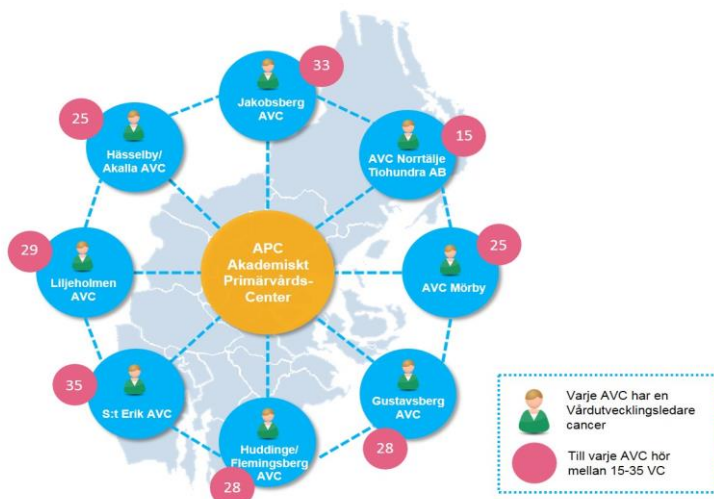 33
Jakobsberg
AVC
25
Hässelby/
Akalla AVC
15
AVC Norrtälje
Tiohundra AB
APC
Akademiskt
Primärvårds-
Center
29
Liljeholmen
AVC
25
AVC Mörby
35
S:t Erik AVC
Gustavsberg
AVC
28
Huddinge/
Flemingsberg
AVC
28
Varje AVC har en
Vårdutvecklingsledare
cancer
Till varje AVC hör
mellan 15-35 VC